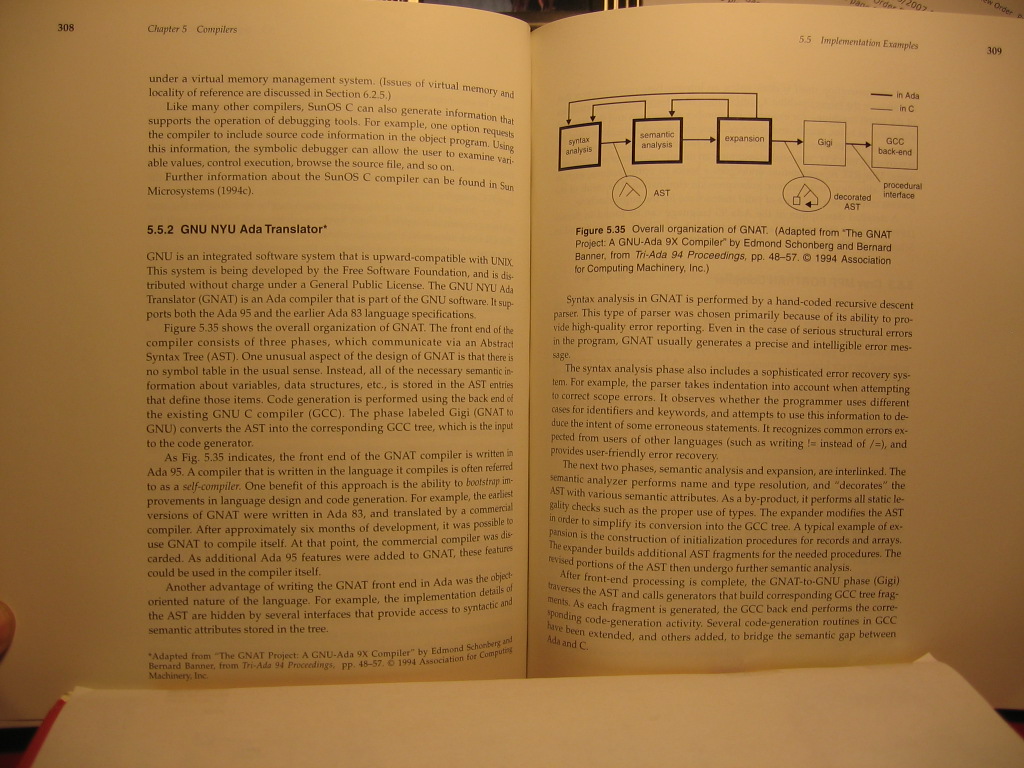 308
Chapter 5 Compilers
under a virtual memory management system. (Issues of virtual memory and
locality of reference are discussed in Section 6.2.5.)
Like many other compilers, SunOS C can also generate information that
supports the operation of debugging tools. For example, one option requests
the compiler to include source code information in the object program. Using
this information, the symbolic debugger can allow the user to examine vari-
able values, control execution, browse the source file, and so on.
Further information about the SunOS C compiler can be found in Sun
Microsystems (1994c).
5.5.2 GNU NYU Ada Translator*
GNU is an integrated software system that is upward-compatible with UNIX.
This system is being developed by the Free Software Foundation, and is dis-
tributed without charge under a General Public License. The GNU NYU Ada
Translator (GNAT) is an Ada compiler that is part of the GNU software. It sup-
ports both the Ada 95 and the earlier Ada 83 language specifications.
Figure 5.35 shows the overall organization of GNAT. The front end of the
compiler consists of three phases, which communicate via an Abstract
Syntax Tree (AST). One unusual aspect of the design of GNAT is that there is
no symbol table in the usual sense. Instead, all of the necessary semantic in-
formation about variables, data structures, etc., is stored in the AST entries
that define those items. Code generation is performed using the back end of
the existing GNU C compiler (GCC). The phase labeled Gigi (GNAT to
GNU) converts the AST into the corresponding GCC tree, which is the input
to the code generator.
As Fig. 5.35 indicates, the front end of the GNAT compiler is written in
Ada 95. A compiler that is written in the language it compiles is often referred
to as a self-compiler. One benefit of this approach is the ability to bootstrap im-
provements in language design and code generation. For example, the earliest
versions of GNAT were written in Ada 83, and translated by a commercial
compiler. After approximately six months of development, it was possible to
use GNAT to compile itself. At that point, the commercial compiler was dis-
carded. As additional Ada 95 features were added to GNAT, these features
could be used in the compiler itself.
Another advantage of writing the GNAT front end in Ada was the object-
oriented nature of the language. For example, the implementation details of
the AST are hidden by several interfaces that provide access to syntactic and
semantic attributes stored in the tree.
*Adapted from "The GNAT Project: A GNU-Ada 9X Compiler" by Edmond Schonberg and
Bernard Banner, from Tri-Ada 94 Proceedings, pp. 48–57. © 1994 Association for Computing
Machinery, Inc.
5.5 Implementation Examples
309
in Ada
in C
syntax
analysis
semantic
analysis
expansion
Gigi
GCC
back-end
AST
decorated
AST
procedural
interface
Figure 5.35 Overall organization of GNAT. (Adapted from "The GNAT
Project: A GNU-Ada 9X Compiler" by Edmond Schonberg and Bernard
Banner, from Tri-Ada 94 Proceedings, pp. 48–57. © 1994 Association
for Computing Machinery, Inc.)
Syntax analysis in GNAT is performed by a hand-coded recursive descent
parser. This type of parser was chosen primarily because of its ability to pro-
vide high-quality error reporting. Even in the case of serious structural errors
in the program, GNAT usually generates a precise and intelligible error mes-
sage.
The syntax analysis phase also includes a sophisticated error recovery sys-
tem. For example, the parser takes indentation into account when attempting
to correct scope errors. It observes whether the programmer uses different
cases for identifiers and keywords, and attempts to use this information to de-
duce the intent of some erroneous statements. It recognizes common errors ex-
pected from users of other languages (such as writing != instead of /=), and
provides user-friendly error recovery.
The next two phases, semantic analysis and expansion, are interlinked. The
semantic analyzer performs name and type resolution, and "decorates" the
AST with various semantic attributes. As a by-product, it performs all static le-
gality checks such as the proper use of types. The expander modifies the AST
in order to simplify its conversion into the GCC tree. A typical example of ex-
pansion is the construction of initialization procedures for records and arrays.
The expander builds additional AST fragments for the needed procedures. The
revised portions of the AST then undergo further semantic analysis.
After front-end processing is complete, the GNAT-to-GNU phase (Gigi)
traverses the AST and calls generators that build corresponding GCC tree frag-
ments. As each fragment is generated, the GCC back end performs the corre-
sponding code-generation activity. Several code-generation routines in GCC
have been extended, and others added, to bridge the semantic gap between
Ada and C.